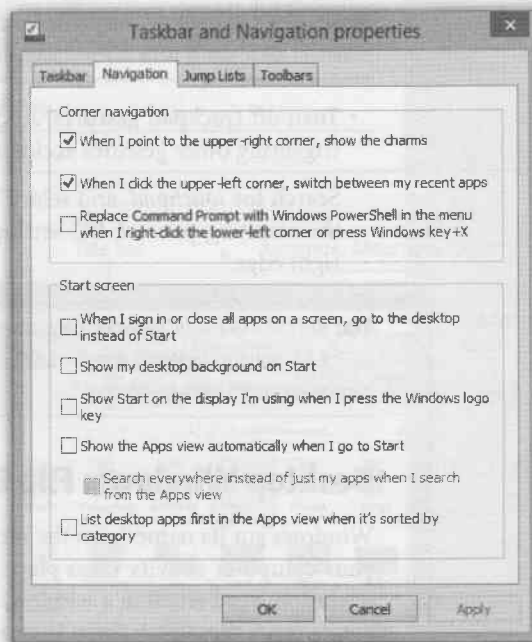 Taskbar and Navigation properties
Taskbar
Navigation
Jump Lists
Toolbars
Corner navigation
When I point to the upper-right corner, show the charms
When I click the upper-left corner, switch between my recent apps
Replace Command Prompt with Windows PowerShell in the menu
when I right-click the lower-left corner or press Windows key+X
Start screen
When I sign in or close all apps on a screen, go to the desktop
instead of Start
Show my desktop background on Start
Show Start on the display I'm using when I press the Windows logo
key
Show the Apps view automatically when I go to Start
Search everywhere instead of just my apps when I search
from the Apps view
List desktop apps first in the Apps view when it's sorted by
category
OK
Cancel
Apply